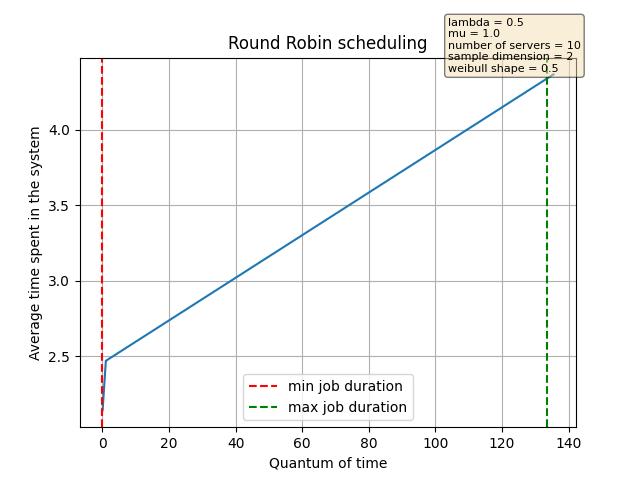 Round Robin scheduling
lambda = 0.5
mu = 1.0
number of servers = 10
sample dimension = 2
weibull shape = 0.5
Average time spent in the system
4.0
3.5
3.0
2.5
min job duration
max job duration
0 20 40 60 80 100 120 140
Quantum of time